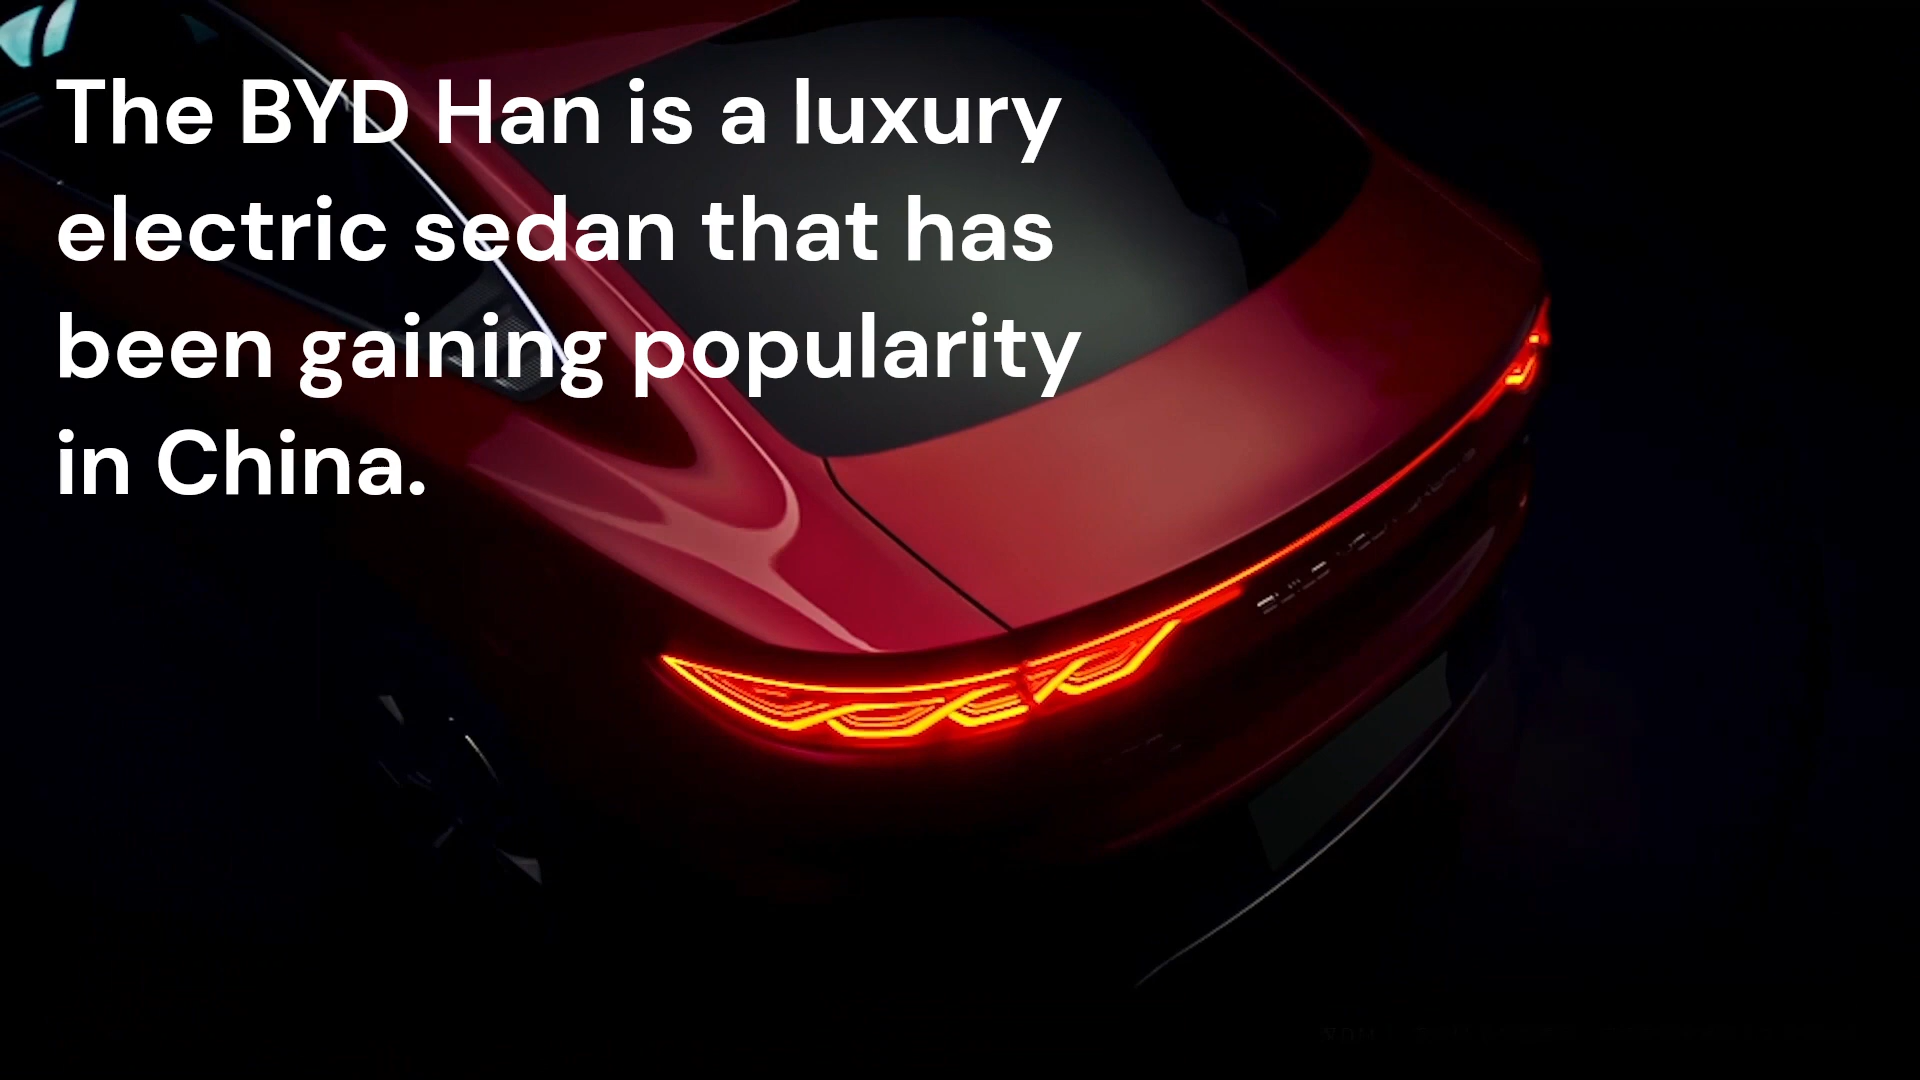 The BYD Han is a luxury
electric sedan that has
been gaining popularity
in China.